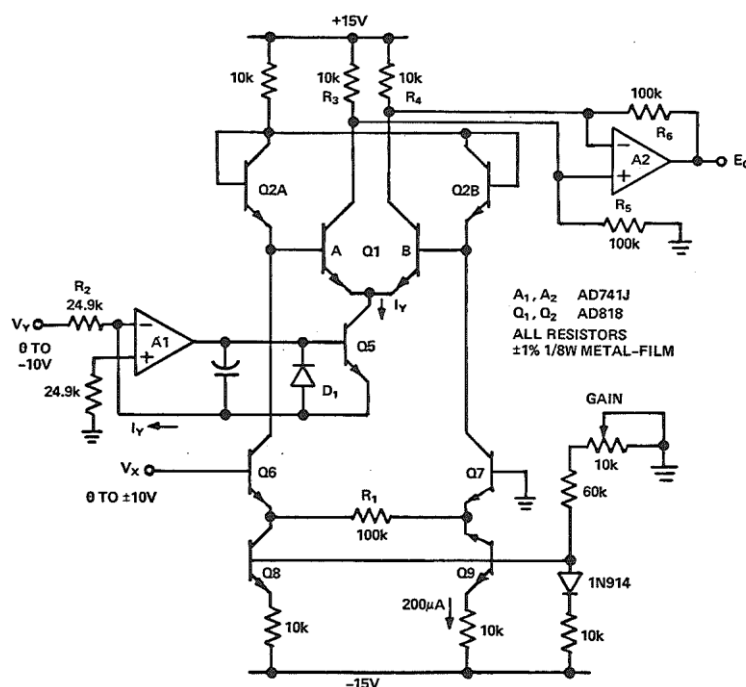 +15V
10k
10k
R3
10k
R4
100k
R6
A2
Q2A
Q2B
R5
100k
A
Q1
B
IY
R2
24.9k
VY
0 TO
-10V
A1
Q5
D1
24.9k
IY
A1, A2 AD741J
Q1, Q2 AD818
ALL RESISTORS
±1% 1/8W METAL-FILM
GAIN
10k
60k
VX
0 TO ±10V
Q6
Q7
R1
100k
Q8
Q9
1N914
200μA
10k
10k
10k
-15V